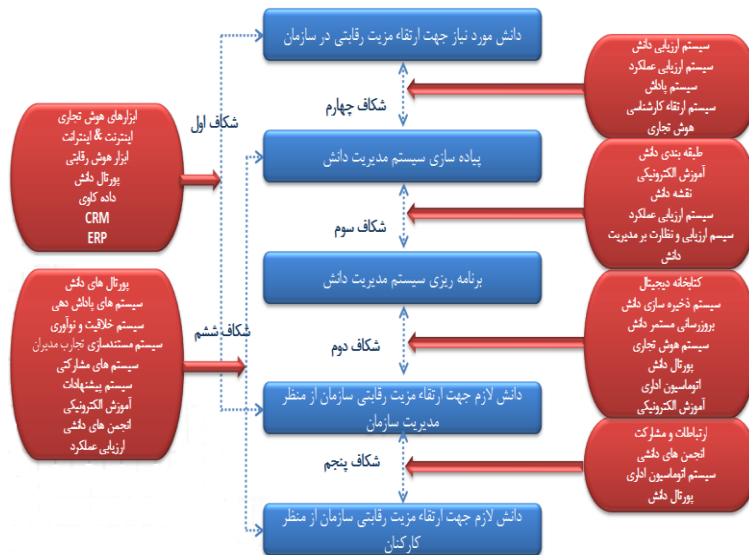 دانش مورد نیاز جهت ارتقاء مزیت رقابتی در سازمان
سیستم ارزیابی دانش
سیستم ارزیابی عملکرد
سیستم پاداش
سیستم ارتقاء کارشناسی
هوش تجاری
شکاف چهارم
شکاف اول
ابزارهای هوش تجاری
اینترنت & اینترانت
ابزار هوش رقابتی
پورتال دانش
داده کاوی
CRM
ERP
پیاده سازی سیستم مدیریت دانش
طبقه بندی دانش
آموزش الکترونیکی
نقشه دانش
سیستم ارزیابی عملکرد
سیسم ارزیابی و نظارت بر مدیریت
دانش
شکاف سوم
برنامه ریزی سیستم مدیریت دانش
کتابخانه دیجیتال
سیستم ذخیره سازی دانش
بروزرسانی مستمر دانش
سیستم هوش تجاری
پورتال دانش
اتوماسیون اداری
آموزش الکترونیکی
شکاف دوم
شکاف ششم
پورتال های دانش
سیستم های پاداش دهی
سیستم خلاقیت و نوآوری
سیستم مستندسازی تجارب مدیران
سیستم های مشارکتی
سیستم پیشنهادات
آموزش الکترونیکی
انجمن های دانشی
ارزیابی عملکرد
دانش لازم جهت ارتقاء مزیت رقابتی سازمان از منظر
مدیریت سازمان
ارتباطات و مشارکت
انجمن های دانشی
سیستم اتوماسیون اداری
پورتال دانش
شکاف پنجم
دانش لازم جهت ارتقاء مزیت رقابتی سازمان از منظر
کارکنان